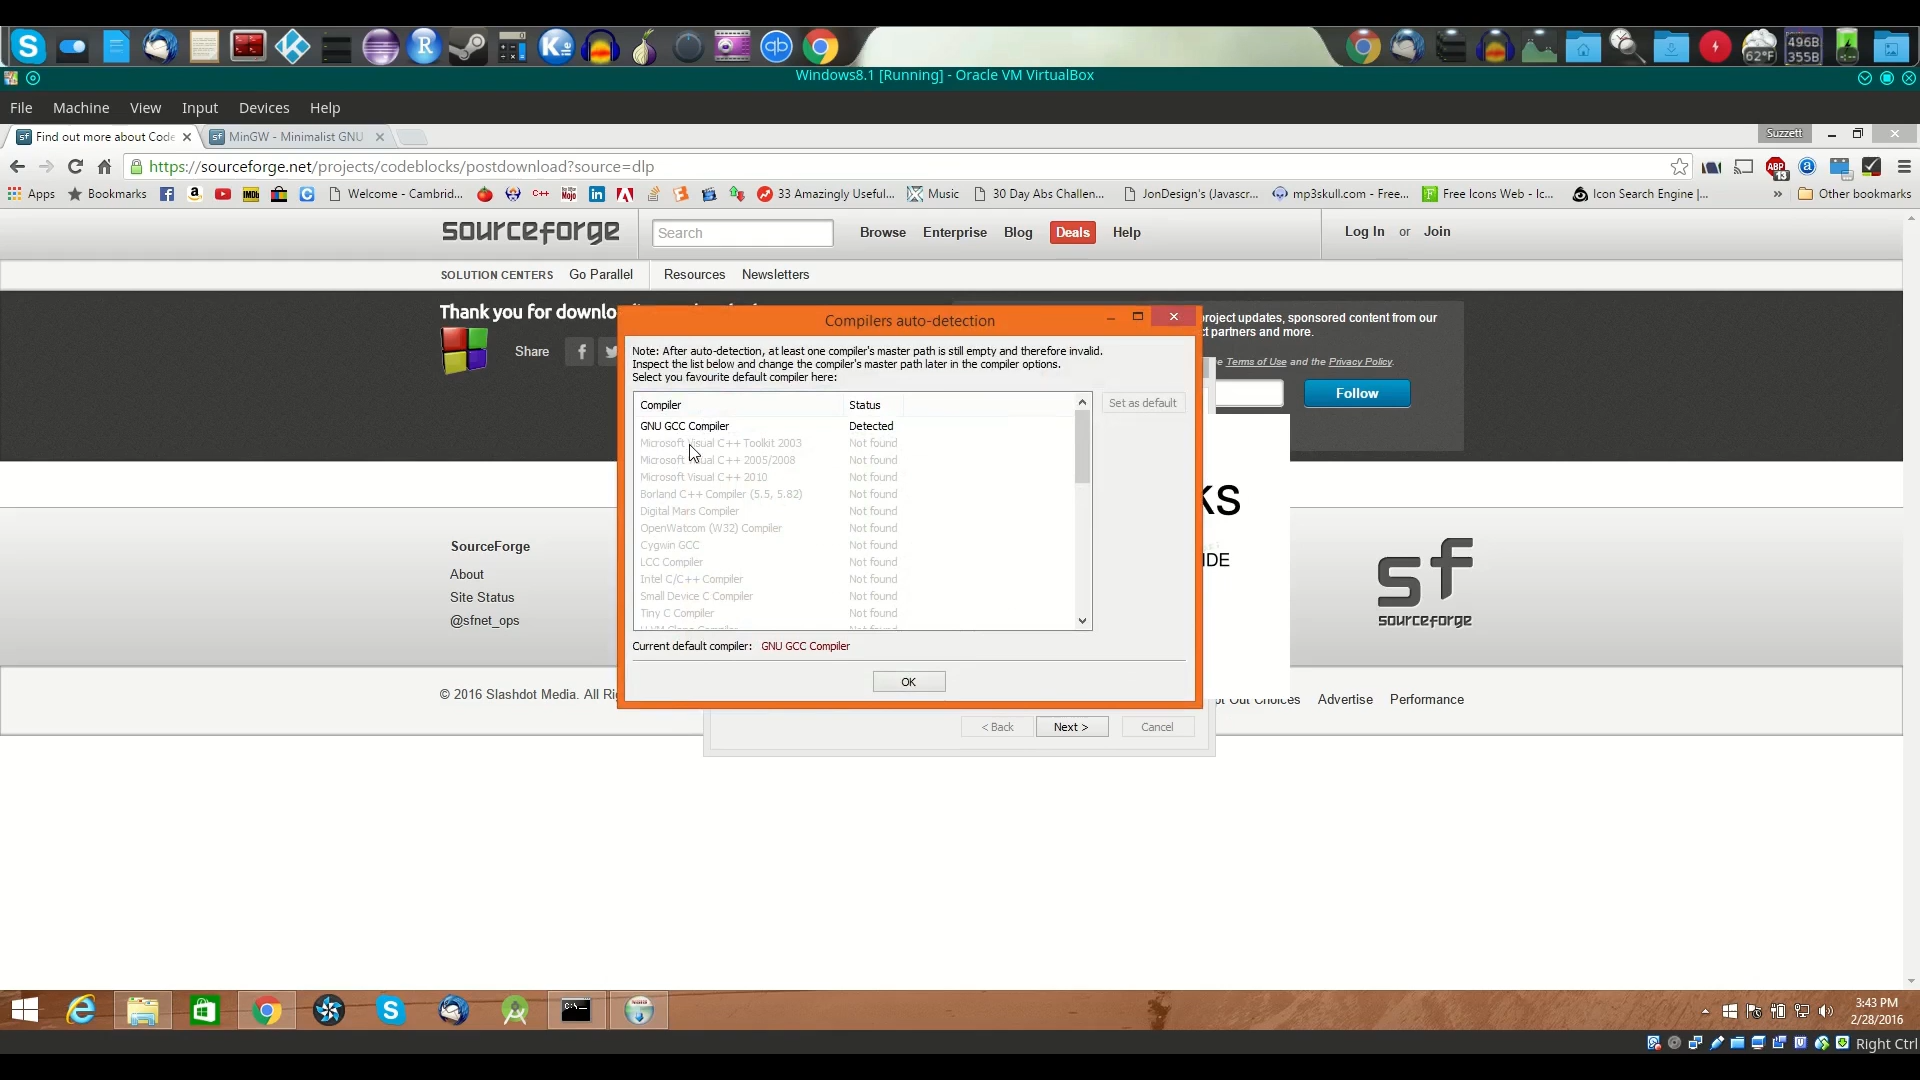 496B
355B
62°F
Windows8.1 [Running] - Oracle VM VirtualBox
File Machine View Input Devices Help
Find out more about Code
MinGW - Minimalist GNU
Suzzett
https://sourceforge.net/projects/codeblocks/postdownload?source=dlp
Apps Bookmarks Welcome - Cambrid... 33 Amazingly Useful... Music 30 Day Abs Challen... JonDesign's (Javascr... mp3skull.com - Free... Free Icons Web - Ic... Icon Search Engine |... » Other bookmarks
sourceforge Search Browse Enterprise Blog Deals Help Log In or Join
SOLUTION CENTERS Go Parallel Resources Newsletters
Thank you for downlo
Share
roject updates, sponsored content from our
ct partners and more.
Terms of Use and the Privacy Policy.
Follow
Compilers auto-detection
Note: After auto-detection, at least one compiler's master path is still empty and therefore invalid.
Inspect the list below and change the compiler's master path later in the compiler options.
Select you favourite default compiler here:
Compiler Status
Set as default
GNU GCC Compiler Detected
Microsoft Visual C++ Toolkit 2003 Not found
Microsoft Visual C++ 2005/2008 Not found
Microsoft Visual C++ 2010 Not found
Borland C++ Compiler (5.5, 5.82) Not found
Digital Mars Compiler Not found
OpenWatcom (W32) Compiler Not found
Cygwin GCC Not found
LCC Compiler Not found
Intel C/C++ Compiler Not found
Small Device C Compiler Not found
Tiny C Compiler Not found
Current default compiler: GNU GCC Compiler
OK
KS
IDE
< Back Next > Cancel
SourceForge
About
Site Status
@sfnet_ops
sf
sourceforge
© 2016 Slashdot Media. All Ri
pt Out Choices Advertise Performance
3:43 PM
2/28/2016
Right Ctrl